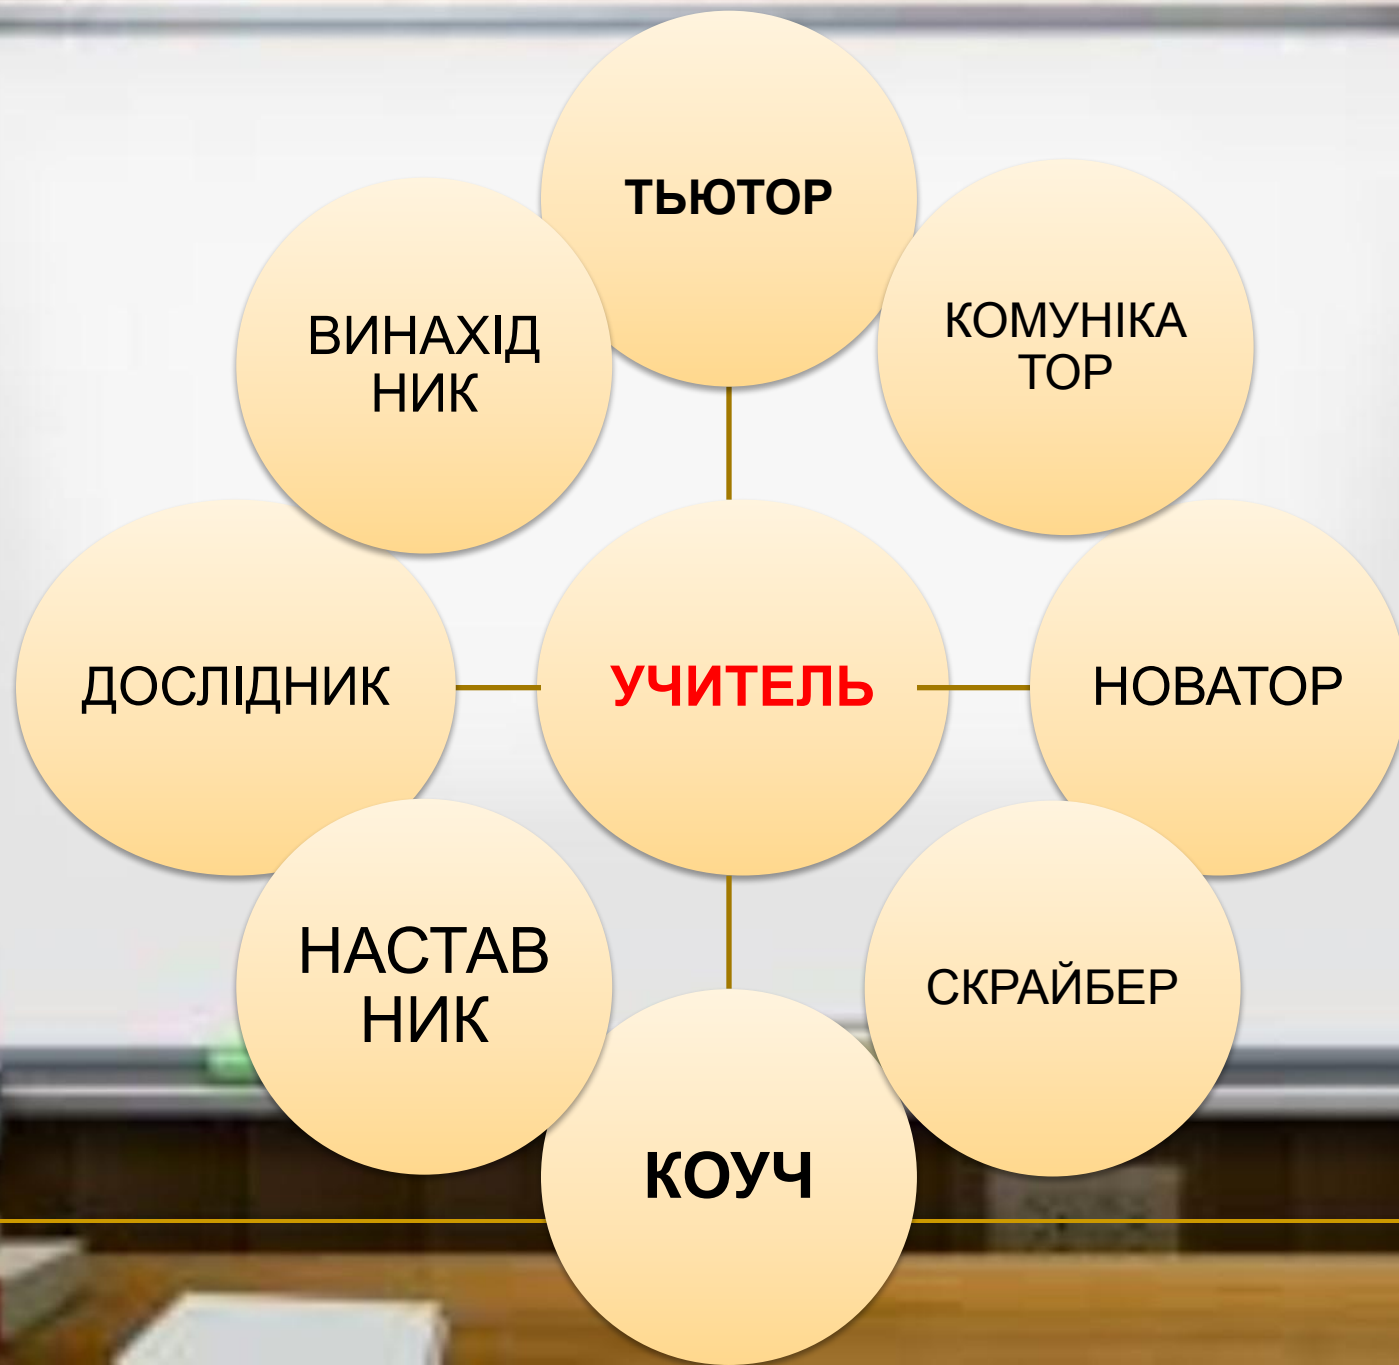 ТЬЮТОР
ВИНАХІД
НИК
КОМУНІКА
ТОР
ДОСЛІДНИК
УЧИТЕЛЬ
НОВАТОР
НАСТАВ
НИК
СКРАЙБЕР
КОУЧ